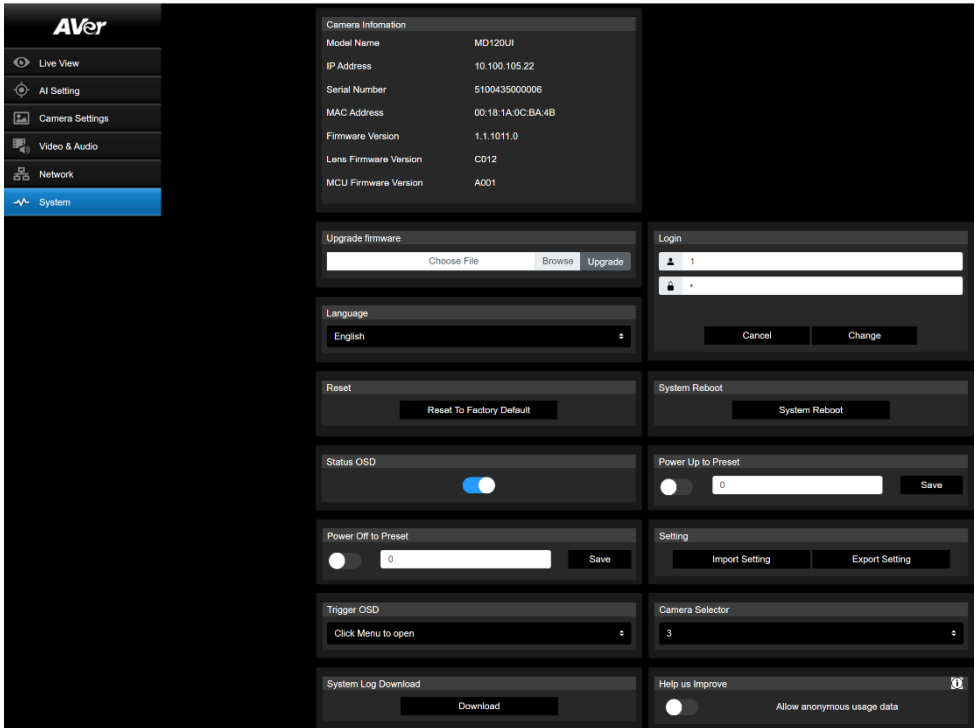 AVer
Live View
AI Setting
Camera Settings
Video & Audio
Network
System
Camera Infomation
Model Name MD120UI
IP Address 10.100.105.22
Serial Number 5100435000006
MAC Address 00:18:1A:0C:BA:4B
Firmware Version 1.1.1011.0
Lens Firmware Version C012
MCU Firmware Version A001
Upgrade firmware
Choose File Browse Upgrade
Login
1
•
Cancel Change
Language
English
Reset
Reset To Factory Default
System Reboot
System Reboot
Status OSD
Power Up to Preset
0 Save
Power Off to Preset
0 Save
Setting
Import Setting Export Setting
Trigger OSD
Click Menu to open
Camera Selector
3
System Log Download
Download
Help us Improve
Allow anonymous usage data